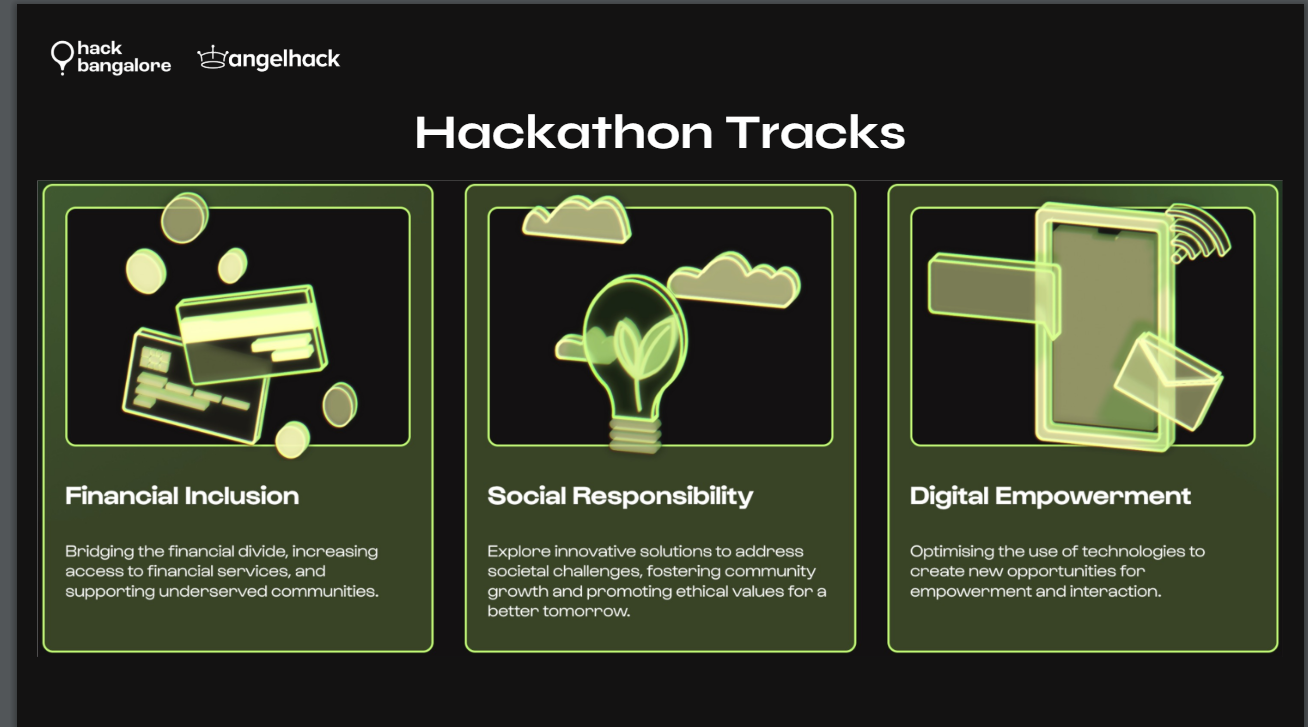 hack
bangalore
angelhack
Hackathon Tracks
Financial Inclusion
Bridging the financial divide, increasing
access to financial services, and
supporting underserved communities.
Social Responsibility
Explore innovative solutions to address
societal challenges, fostering community
growth and promoting ethical values for a
better tomorrow.
Digital Empowerment
Optimising the use of technologies to
create new opportunities for
empowerment and interaction.